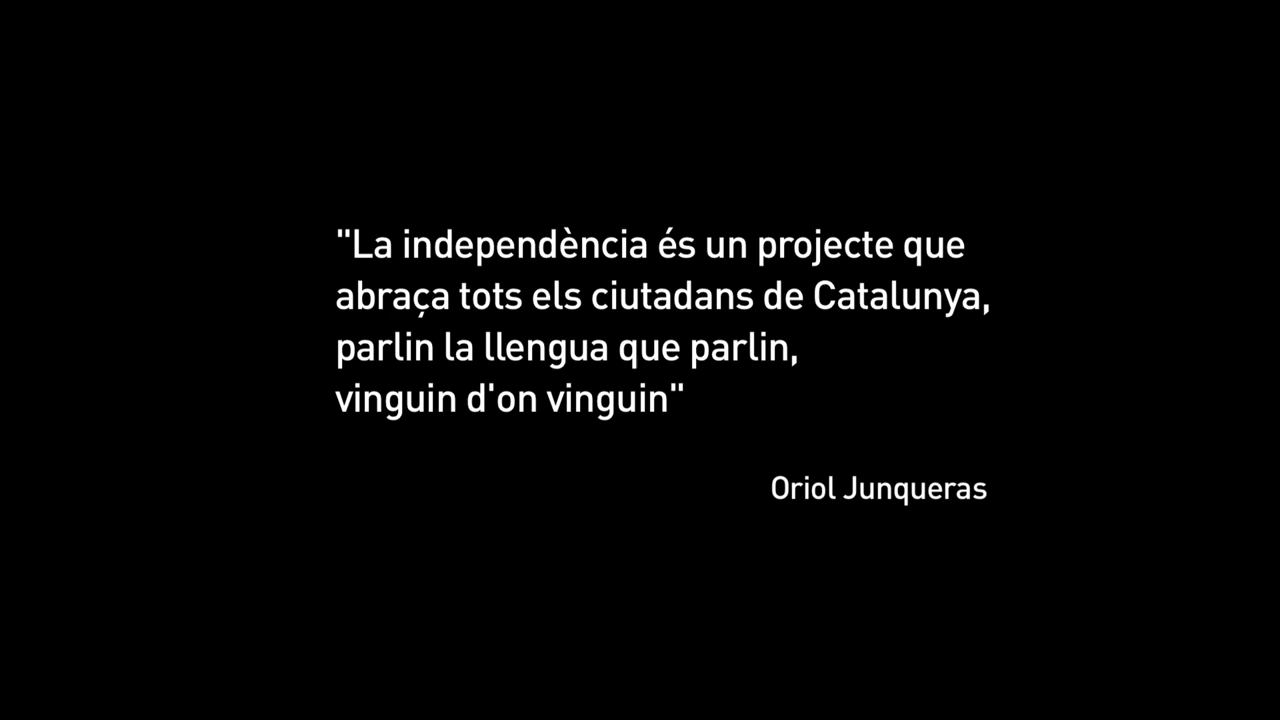 "La independència és un projecte que
abraça tots els ciutadans de Catalunya,
parlin la llengua que parlin,
vinguin d'on vinguin"
Oriol Junqueras